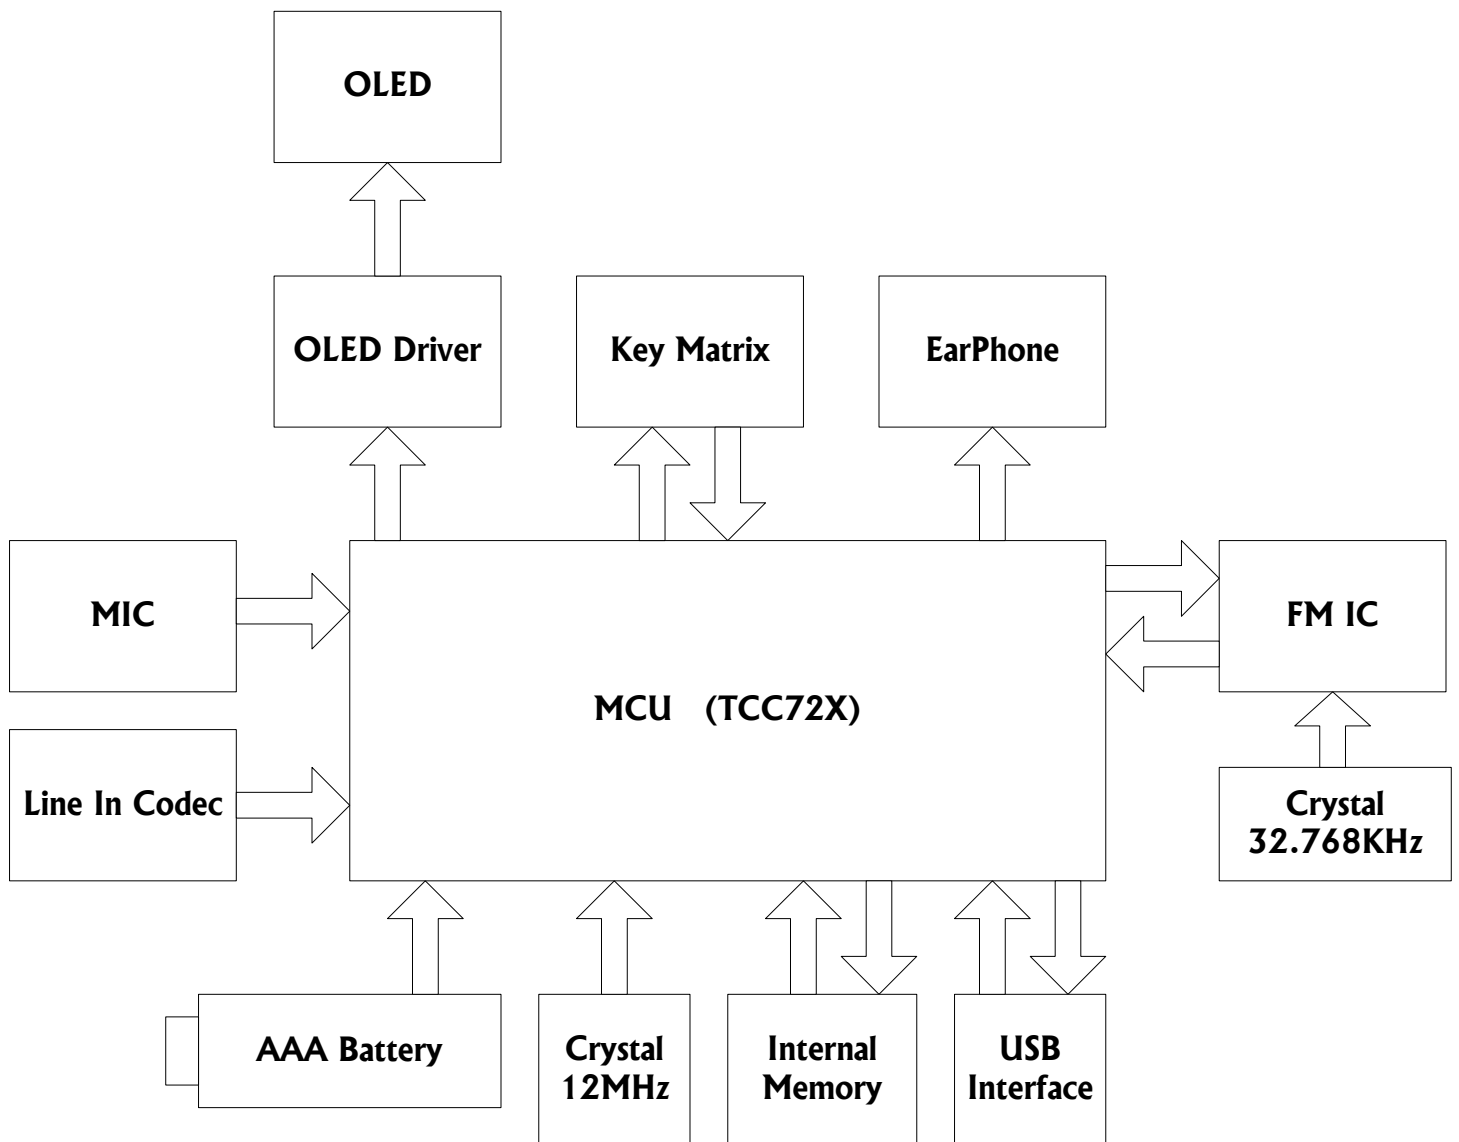 OLED
OLED Driver
Key Matrix
EarPhone
MIC
FM IC
MCU (TCC72X)
Line In Codec
Crystal
32.768KHz
AAA Battery
Crystal
12MHz
Internal
Memory
USB
Interface